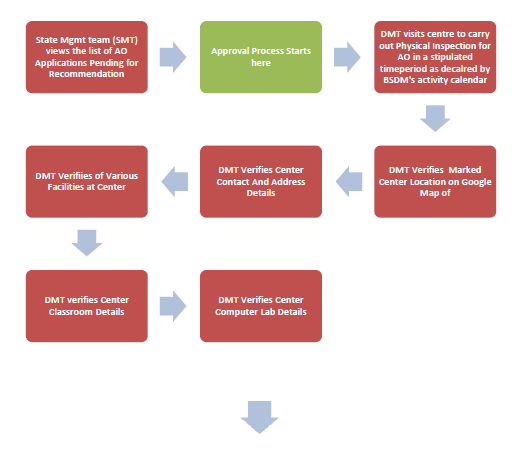 State Mgmt team (SMT)
views the list of AO
Applications Pending for
Recommendation
Approval Process Starts
here
DMT visits centre to carry
out Physical Inspection for
AO in a stipulated
timeperiod as decalred by
BSDM's activity calendar
DMT Verifies Marked
Center Location on Google
Map of
DMT Verifies Center
Contact And Address
Details
DMT Verifiies of Various
Facilities at Center
DMT verifies Center
Classroom Details
DMT Verifies Center
Computer Lab Details